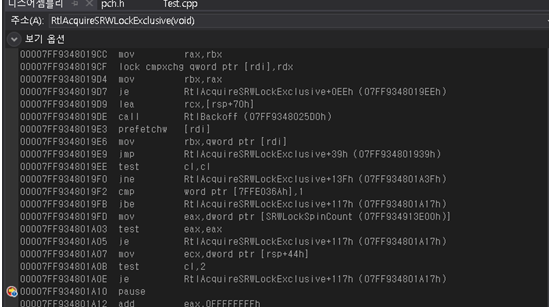 디스어셈블리 pch.h Test.cpp
주소(A): RtlAcquireSRWLockExclusive(void)
보기 옵션
00007FF9348019CC mov rax,rbx
00007FF9348019CF lock cmpxchg qword ptr [rdi],rdx
00007FF9348019D4 mov rbx,rax
00007FF9348019D7 je RtlAcquireSRWLockExclusive+0EEh (07FF9348019EEh)
00007FF9348019D9 lea rcx,[rsp+70h]
00007FF9348019DE call RtlBackoff (07FF9348025D0h)
00007FF9348019E3 prefetchw [rdi]
00007FF9348019E6 mov rbx,qword ptr [rdi]
00007FF9348019E9 jmp RtlAcquireSRWLockExclusive+39h (07FF934801939h)
00007FF9348019EE test cl,cl
00007FF9348019F0 jne RtlAcquireSRWLockExclusive+13Fh (07FF934801A3Fh)
00007FF9348019F2 cmp word ptr [7FFE036Ah],1
00007FF9348019FB jbe RtlAcquireSRWLockExclusive+117h (07FF934801A17h)
00007FF9348019FD mov eax,dword ptr [SRWLockSpinCount (07FF934913E00h)]
00007FF934801A03 test eax,eax
00007FF934801A05 je RtlAcquireSRWLockExclusive+117h (07FF934801A17h)
00007FF934801A07 mov ecx,dword ptr [rsp+44h]
00007FF934801A0B test cl,2
00007FF934801A0E je RtlAcquireSRWLockExclusive+117h (07FF934801A17h)
00007FF934801A10 pause
00007FF934801A12 add eax,0FFFFFFFFh